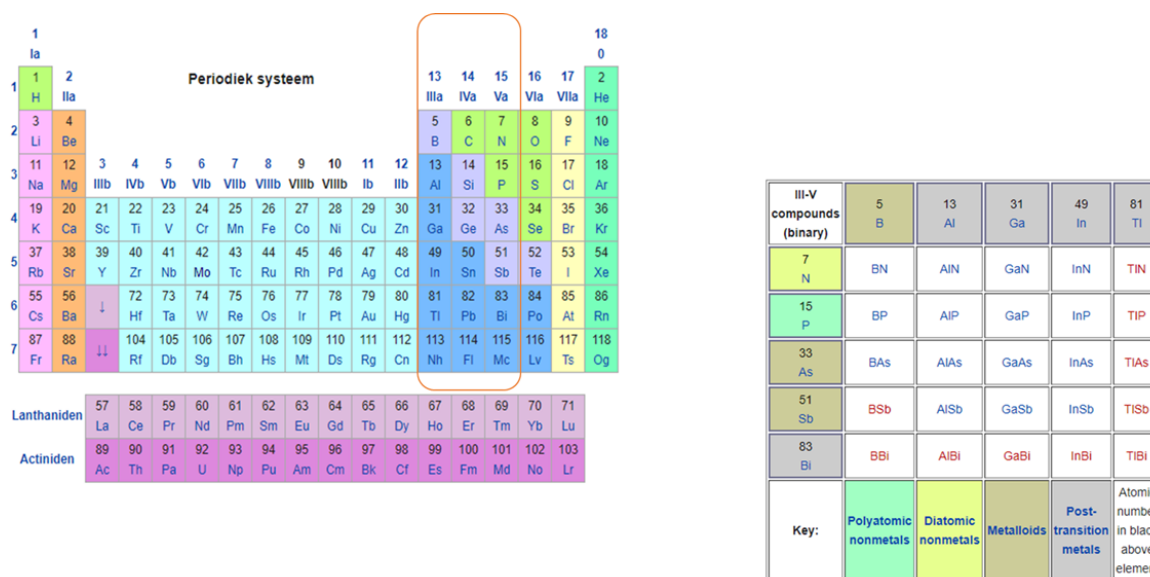 1 18
Ia 0
1 1 2 Periodiek systeem 13 14 15 16 17 2
H IIa IIIa IVa Va VIa VIIa He
2 3 4 5 6 7 8 9 10
Li Be B C N O F Ne
3 11 12 3 4 5 6 7 8 9 10 11 12 13 14 15 16 17 18
Na Mg IIIb IVb Vb VIb VIIb VIIIb VIIIb VIIIb Ib IIb Al Si P S Cl Ar
4 19 20 21 22 23 24 25 26 27 28 29 30 31 32 33 34 35 36
K Ca Sc Ti V Cr Mn Fe Co Ni Cu Zn Ga Ge As Se Br Kr
5 37 38 39 40 41 42 43 44 45 46 47 48 49 50 51 52 53 54
Rb Sr Y Zr Nb Mo Tc Ru Rh Pd Ag Cd In Sn Sb Te I Xe
6 55 56 ↓ 72 73 74 75 76 77 78 79 80 81 82 83 84 85 86
Cs Ba Hf Ta W Re Os Ir Pt Au Hg Tl Pb Bi Po At Rn
7 87 88 ↓↓ 104 105 106 107 108 109 110 111 112 113 114 115 116 117 118
Fr Ra Rf Db Sg Bh Hs Mt Ds Rg Cn Nh Fl Mc Lv Ts Og
Lanthaniden 57 58 59 60 61 62 63 64 65 66 67 68 69 70 71
La Ce Pr Nd Pm Sm Eu Gd Tb Dy Ho Er Tm Yb Lu
Actiniden 89 90 91 92 93 94 95 96 97 98 99 100 101 102 103
Ac Th Pa U Np Pu Am Cm Bk Cf Es Fm Md No Lr
III-V
compounds
(binary)
5 13 31 49 81
B Al Ga In Tl
7
N
BN AlN GaN InN TlN
15
P
BP AlP GaP InP TlP
33
As
BAs AlAs GaAs InAs TlAs
51
Sb
BSb AlSb GaSb InSb TlSb
83
Bi
BBi AlBi GaBi InBi TlBi
Key:
Polyatomic
nonmetals
Diatomic
nonmetals
Metalloids
Post-
transition
metals
in
above